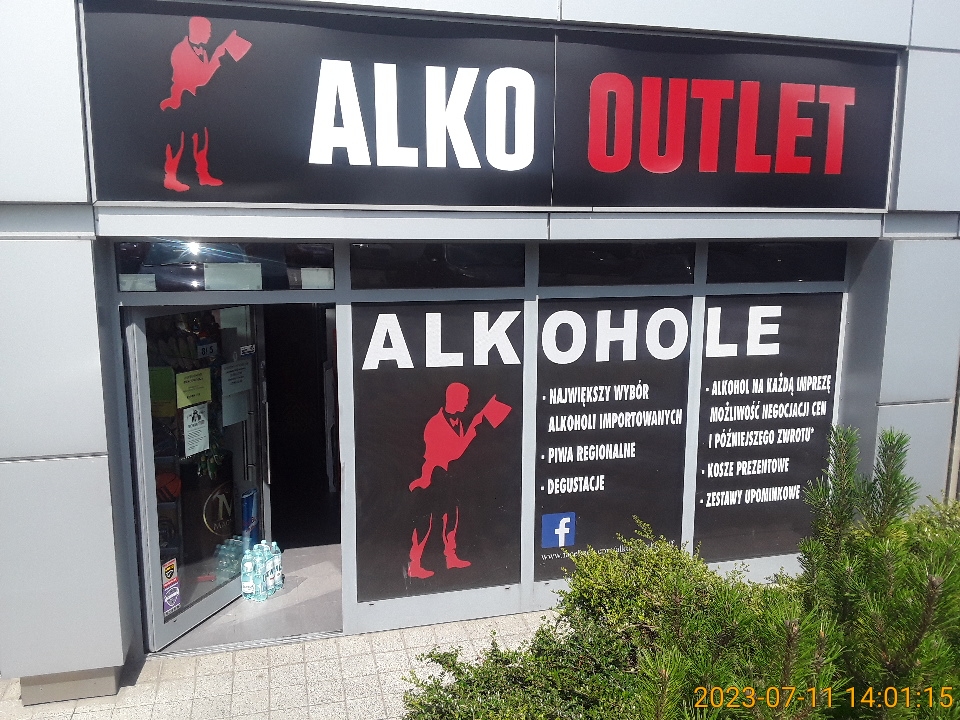 ALKO OUTLET
ALKOHOLE
- NAJWIĘKSZY WYBÓR
ALKOHOLI IMPORTOWANYCH
- PIWA REGIONALNE
- DEGUSTACJE
- ALKOHOL NA KAŻDĄ IMPREZĘ
MOŻLIWOŚĆ NEGOCJACJI CEN
I PÓŹNIEJSZEGO ZWROTU*
- KOSZE PREZENTOWE
- ZESTAWY UPOMINKOWE
f
2023-07-11 14:01:15